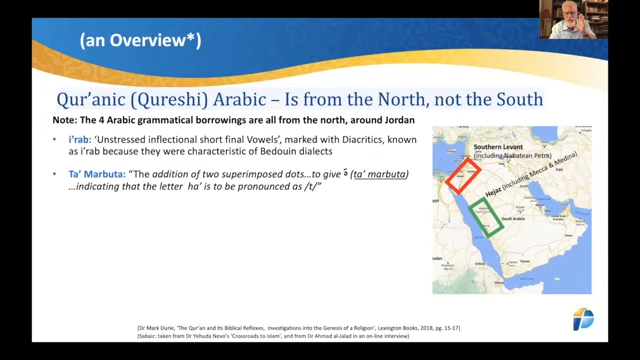 (an Overview*)
Qur'anic (Qureshi) Arabic – Is from the North, not the South
Note: The 4 Arabic grammatical borrowings are all from the north, around Jordan
• i'rab: 'Unstressed inflectional short final Vowels', marked with Diacritics, known
as i'rab because they were characteristic of Bedouin dialects
• Ta' Marbuta: "The addition of two superimposed dots…to give ة (ta' marbuta)
…indicating that the letter ha' is to be pronounced as /t/"
Southern Levant
(including Nabatean Petra)
Hejaz (including Mecca & Medina)
Saudi Arabia
[Dr Mark Durie, 'The Qur'an and Its Biblical Reflexes, Investigations into the Genesis of a Religion', Lexington Books, 2018, pg. 15-17]
(Sabaic: taken from Dr Yehuda Nevo's 'Crossroads to Islam', and from Dr Ahmad al-Jalad in an on-line interview)